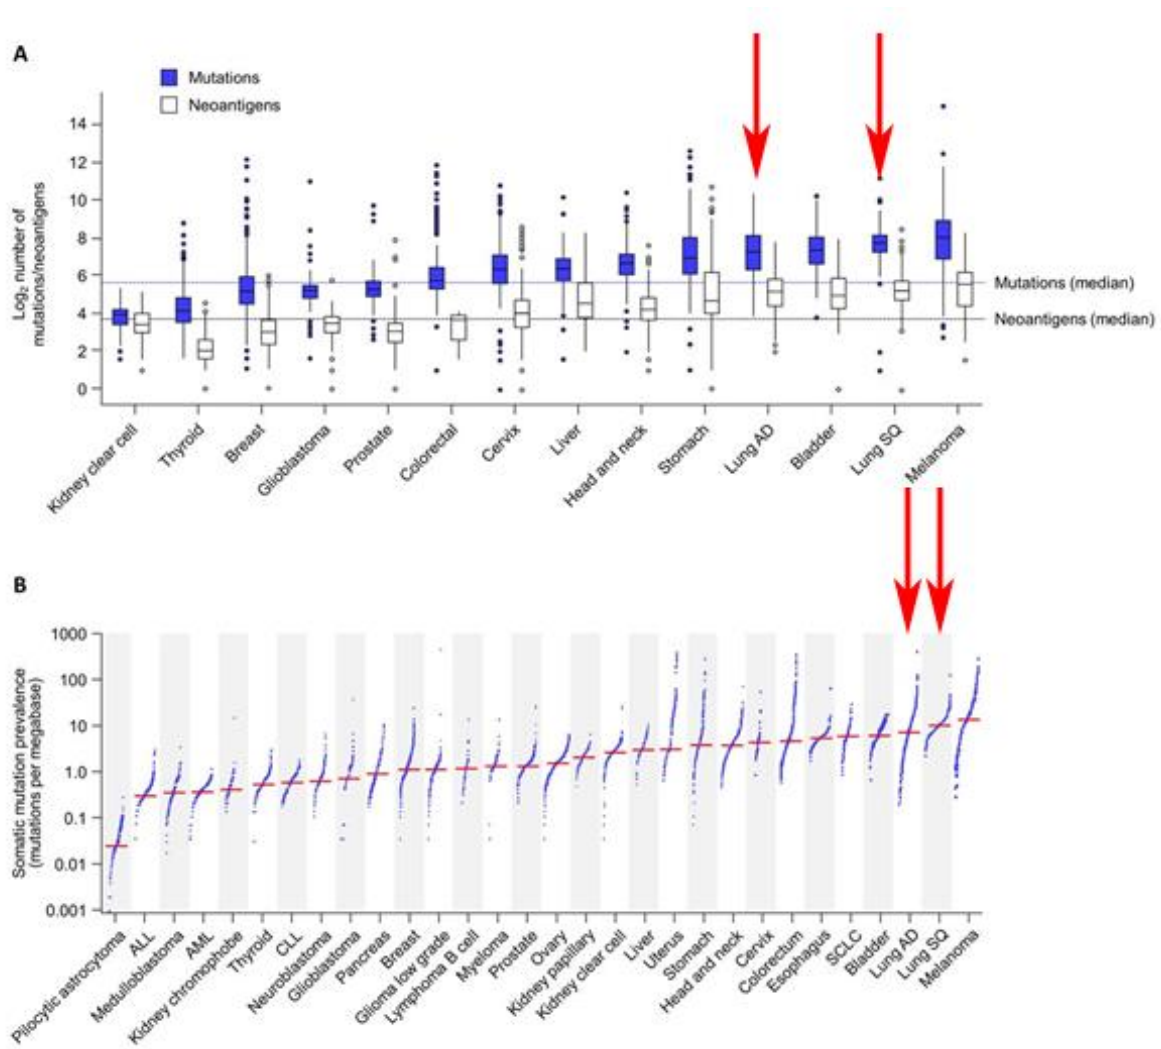 A
Mutations
Neoantigens
Log₂ number of
mutations/neoantigens
14
12
10
8
6
4
2
0
Mutations (median)
Neoantigens (median)
Kidney clear cell
Thyroid
Breast
Glioblastoma
Prostate
Colorectal
Cervix
Liver
Head and neck
Stomach
Lung AD
Bladder
Lung SQ
Melanoma
B
Somatic mutation prevalence
(mutations per megabase)
1000
100
10
1.0
0.1
0.01
0.001
Pilocytic astrocytoma
ALL
Medulloblastoma
AML
Kidney chromophobe
Thyroid
CLL
Neuroblastoma
Glioblastoma
Pancreas
Breast
Glioma low grade
Lymphoma B cell
Myeloma
Prostate
Ovary
Kidney papillary
Kidney clear cell
Liver
Uterus
Stomach
Head and neck
Cervix
Colorectum
Esophagus
SCLC
Bladder
Lung AD
Lung SQ
Melanoma